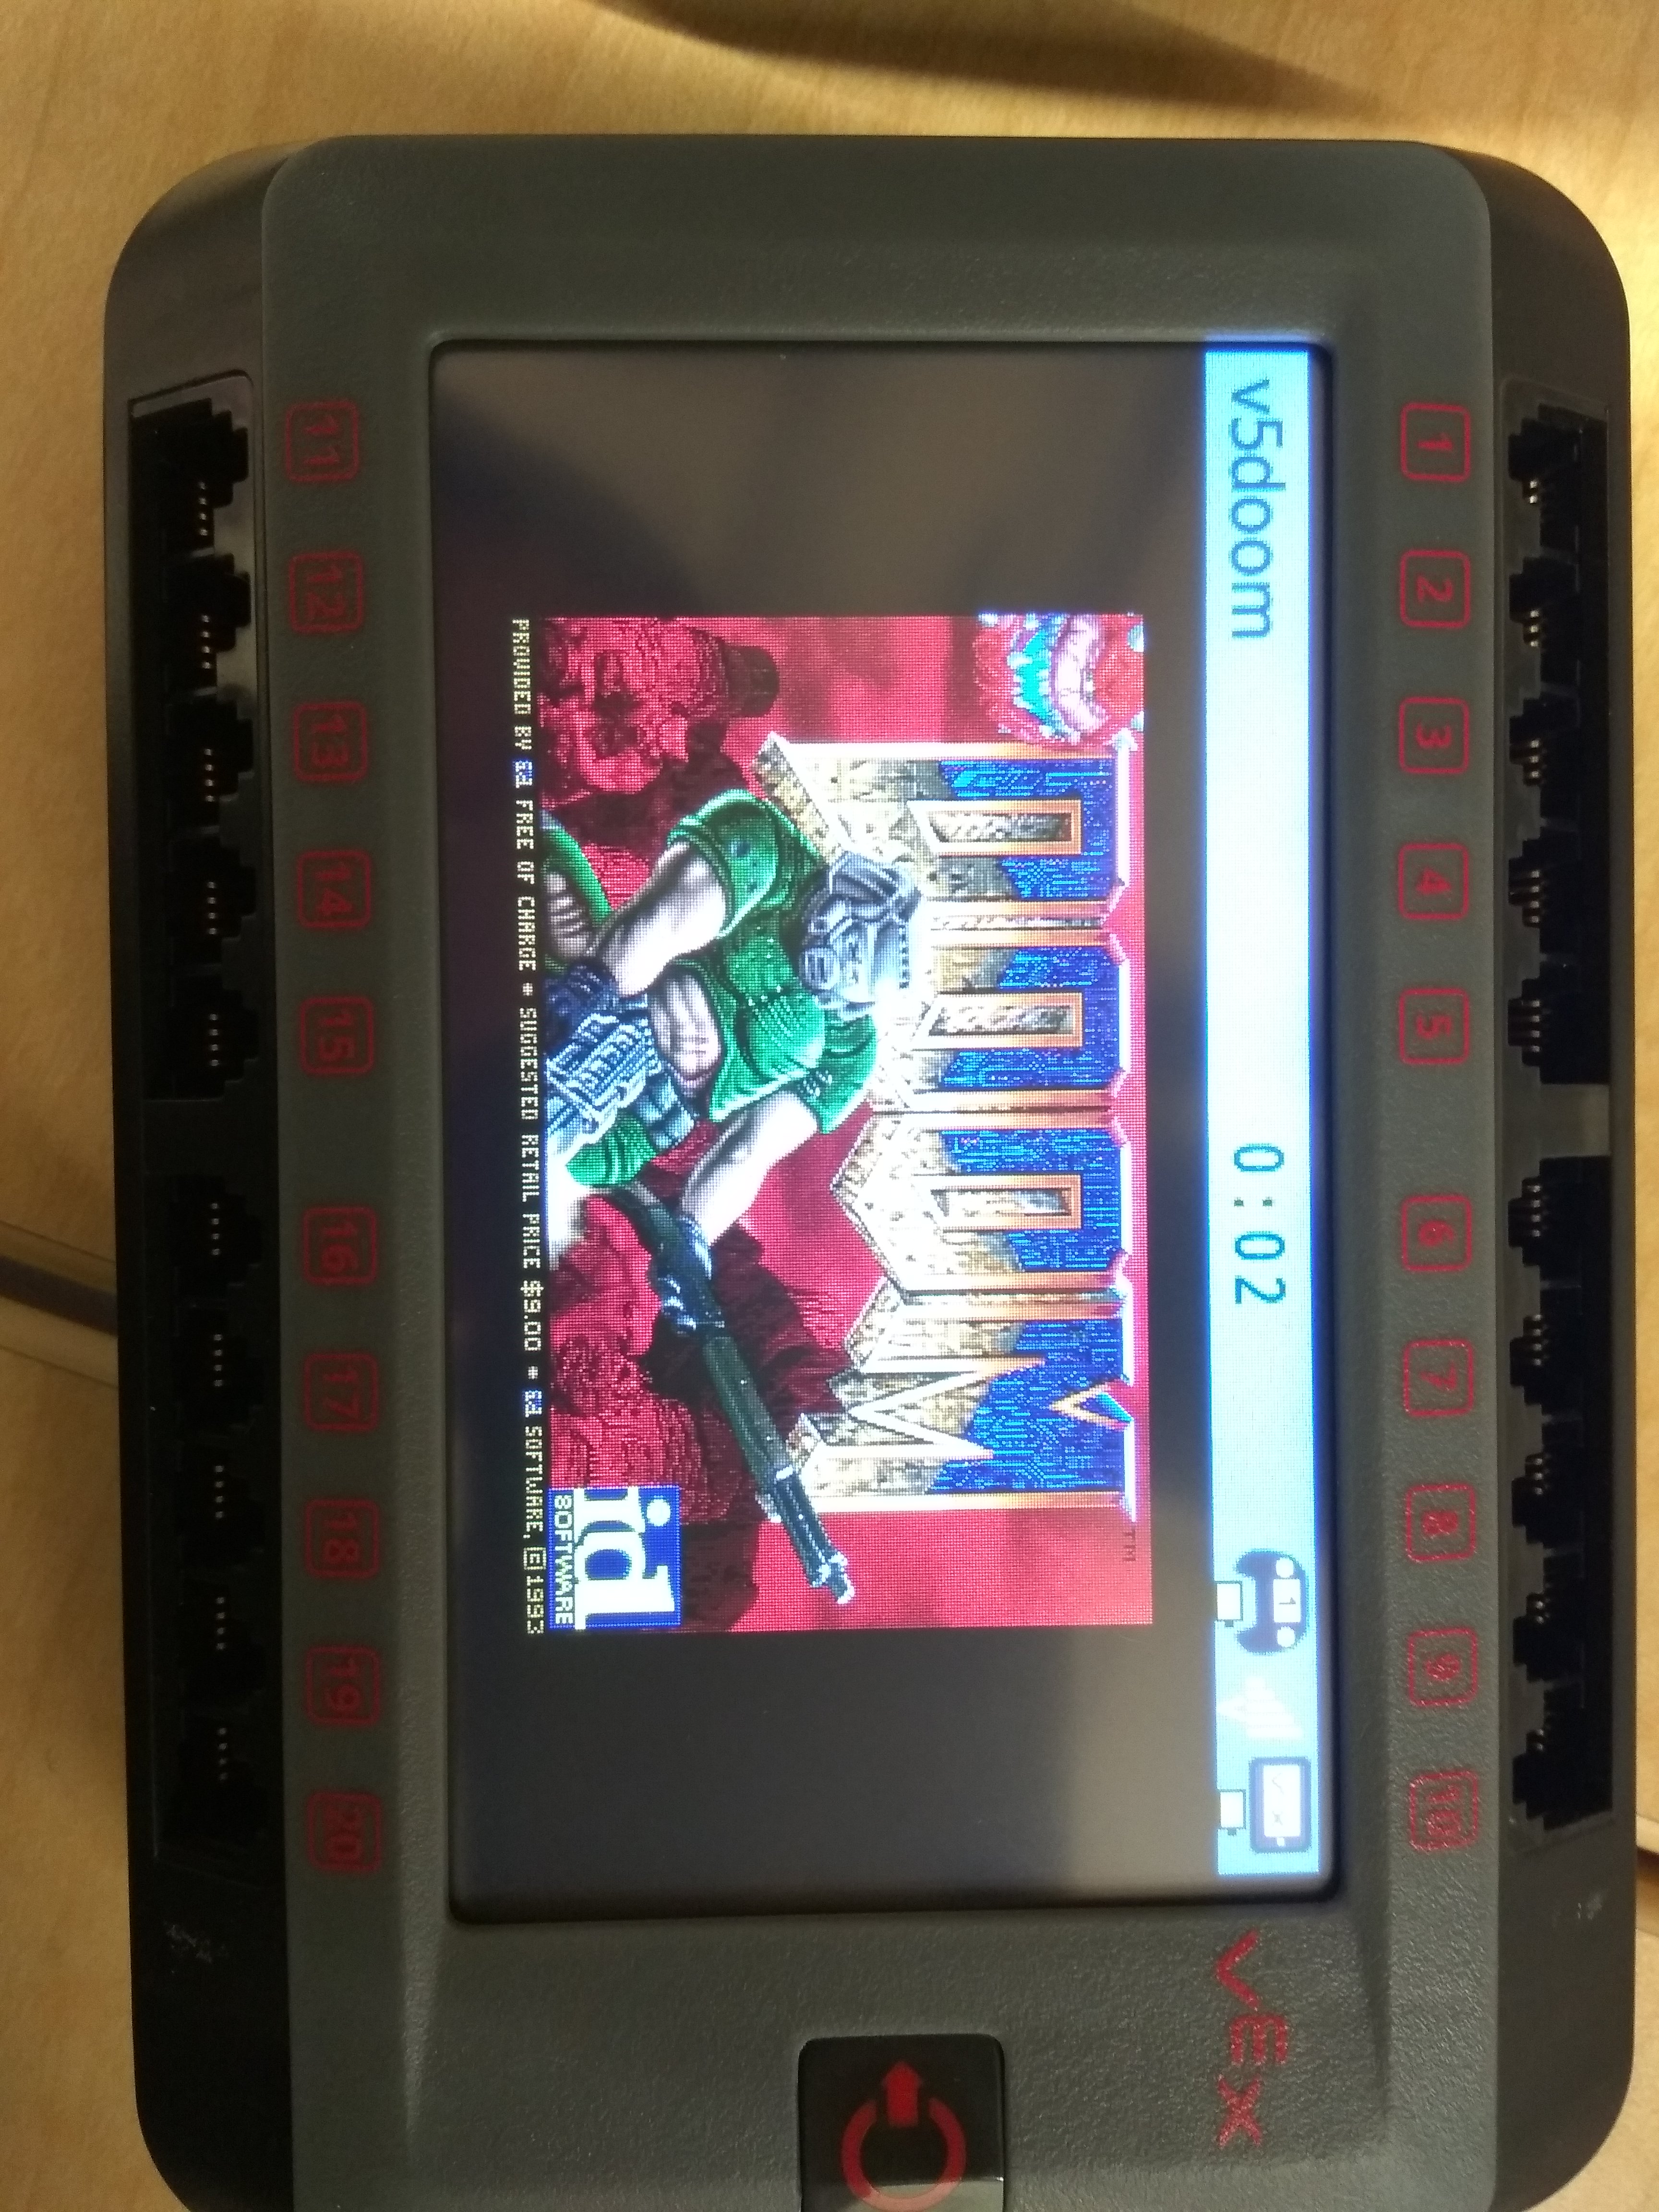 1 2 3 4 5 6 7 8 9 10
v5doom 0:02
1
VEX
DOOM
TM
id
SOFTWARE
PROVIDED BY id FREE OF CHARGE * SUGGESTED RETAIL PRICE $9.00 * id SOFTWARE, ©1993
11 12 13 14 15 16 17 18 19 20